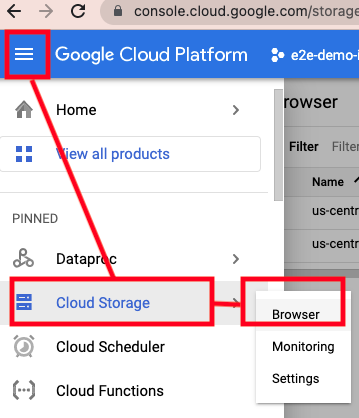 console.cloud.google.com/storage
Google Cloud Platform
e2e-demo-
Home
View all products
PINNED
Dataproc
Cloud Storage
Cloud Scheduler
Cloud Functions
rowser
Filter Filter
Name
us-centr
us-centr
Browser
Monitoring
Settings